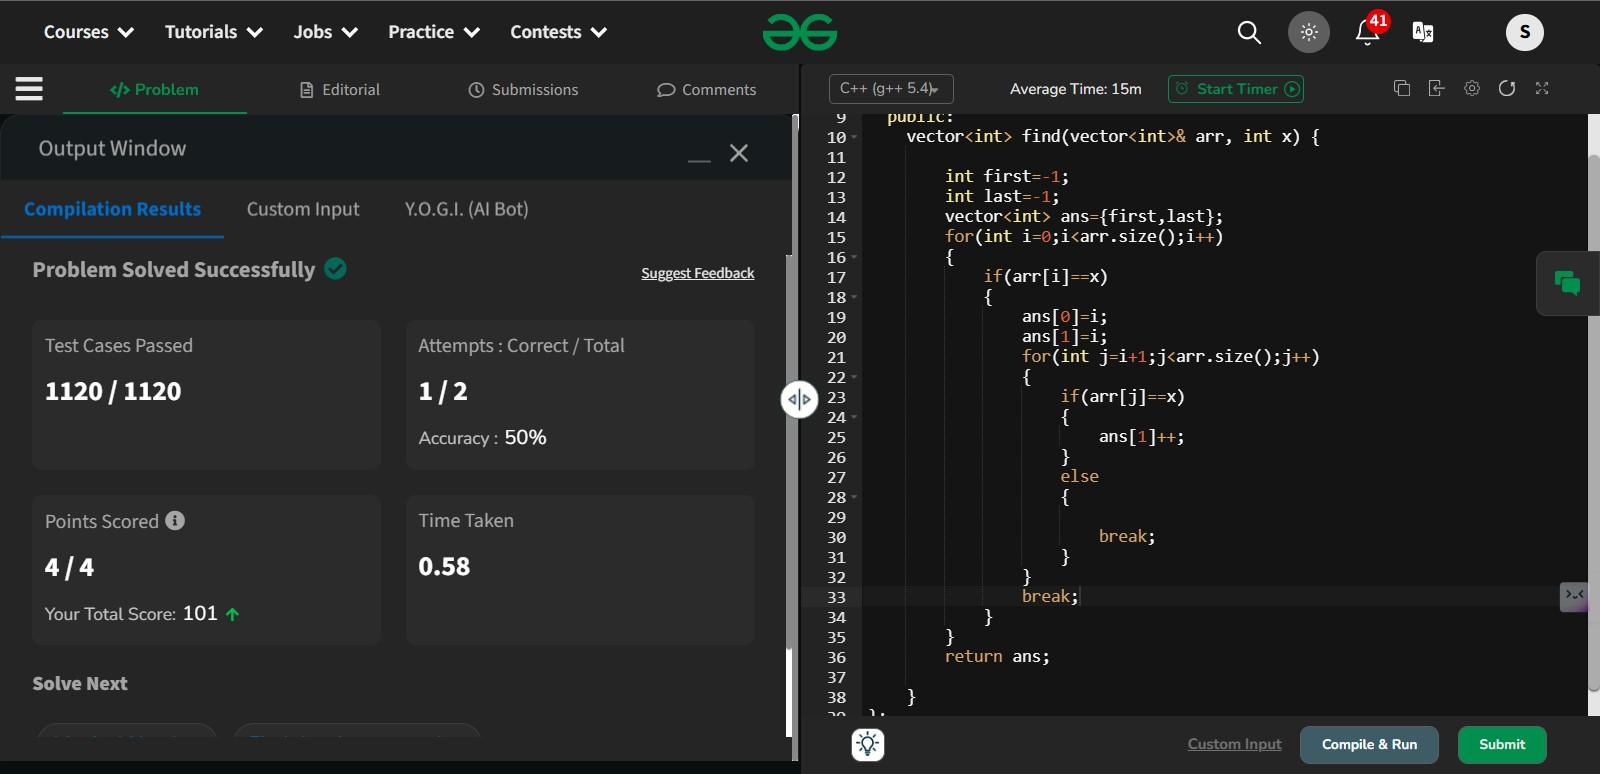 Courses Tutorials Jobs Practice Contests 41 S
</> Problem Editorial Submissions Comments
C++ (g++ 5.4) Average Time: 15m Start Timer
Output Window
Compilation Results Custom Input Y.O.G.I. (AI Bot)
Problem Solved Successfully Suggest Feedback
Test Cases Passed
1120 / 1120
Attempts : Correct / Total
1 / 2
Accuracy : 50%
Points Scored
4 / 4
Your Total Score: 101
Time Taken
0.58
Solve Next
9 public:
10 vector<int> find(vector<int>& arr, int x) {
11
12 int first=-1;
13 int last=-1;
14 vector<int> ans={first,last};
15 for(int i=0;i<arr.size();i++)
16 {
17 if(arr[i]==x)
18 {
19 ans[0]=i;
20 ans[1]=i;
21 for(int j=i+1;j<arr.size();j++)
22 {
23 if(arr[j]==x)
24 {
25 ans[1]++;
26 }
27 else
28 {
29
30 break;
31 }
32 }
33 break;
34 }
35 }
36 return ans;
37
38 }
39 };
Custom Input Compile & Run Submit